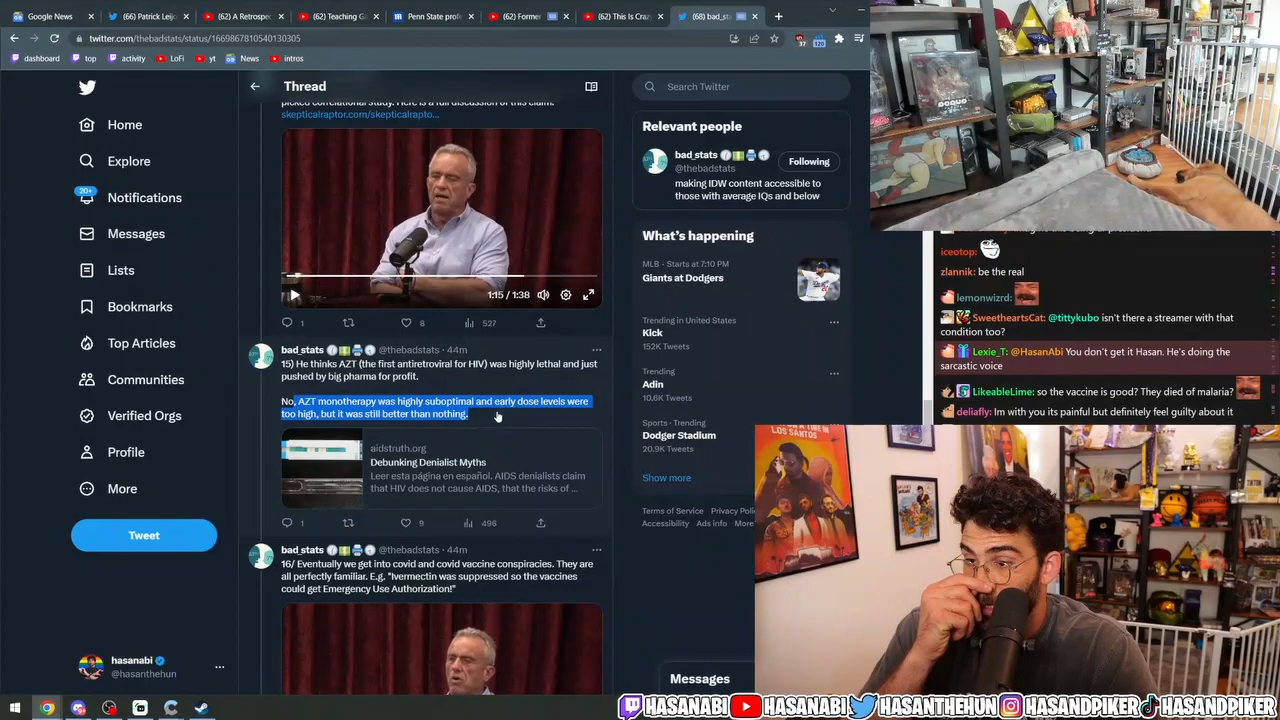 Google News
(66) Patrick Leijo
(62) A Retrospec
(62) Teaching Ga
Penn State profe
(62) Former
(62) This Is Crazy
(68) bad_st
twitter.com/thebadstats/status/1669867810540130305
37
120
dashboard
top
activity
LoFi
yt
News
intros
Home
Explore
20+
Notifications
Messages
Lists
Bookmarks
Top Articles
Communities
Verified Orgs
Profile
More
Tweet
hasanabi
@hasanthehun
Thread
picked correlational study. Here is a full discussion of this claim:
skepticalraptor.com/skepticalrapto...
1:15 / 1:38
1
8
527
bad_stats @thebadstats · 44m
15) He thinks AZT (the first antiretroviral for HIV) was highly lethal and just
pushed by big pharma for profit.
No, AZT monotherapy was highly suboptimal and early dose levels were
too high, but it was still better than nothing.
aidstruth.org
Debunking Denialist Myths
Leer esta página en español. AIDS denialists claim
that HIV does not cause AIDS, that the risks of ...
1
9
496
bad_stats @thebadstats · 44m
16/ Eventually we get into covid and covid vaccine conspiracies. They are
all perfectly familiar. E.g. "Ivermectin was suppressed so the vaccines
could get Emergency Use Authorization!"
Search Twitter
Relevant people
bad_stats
@thebadstats
Following
making IDW content accessible to
those with average IQs and below
What's happening
MLB · Starts at 7:10 PM
Giants at Dodgers
Trending in United States
Kick
152K Tweets
Trending
Adin
10.6K Tweets
Sports · Trending
Dodger Stadium
20.9K Tweets
Show more
Terms of Service Privacy Poli
Accessibility Ads info More
Messages
iceotop:
zlannik: be the real
lemonwizrd:
SweetheartsCat: @tittykubo isn't there a streamer with that
condition too?
Lexie_T: @HasanAbi You don't get it Hasan. He's doing the
sarcastic voice
LikeableLime: so the vaccine is good? They died of malaria?
deliafly: Im with you its painful but definitely feel guilty about it
LOS SANTOS
HASANABI
HASANABI
HASANTHEHUN
HASANDPIKER
HASANDPIKER